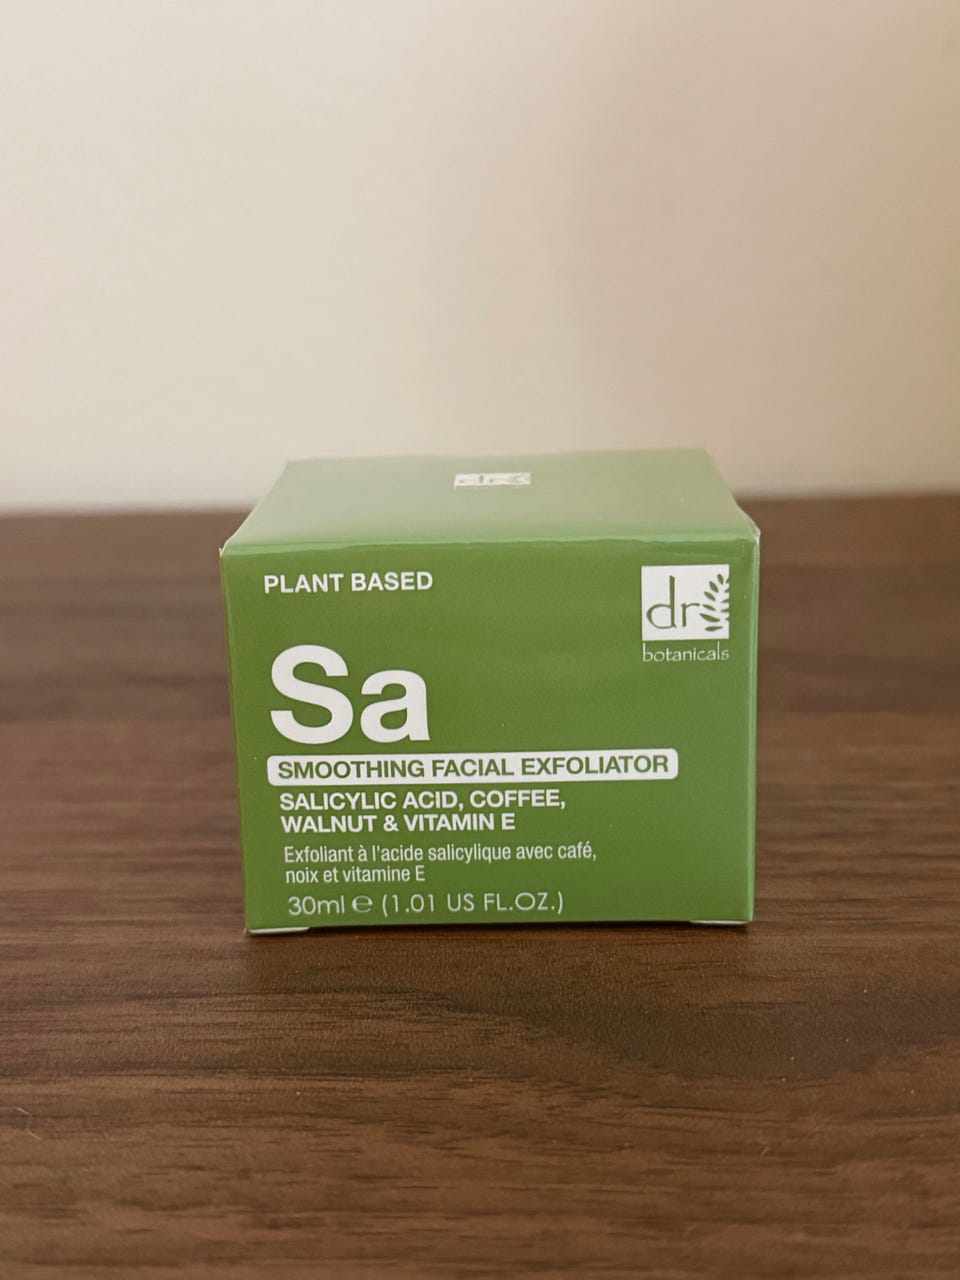 dr
PLANT BASED
dr
botanicals
Sa
SMOOTHING FACIAL EXFOLIATOR
SALICYLIC ACID, COFFEE,
WALNUT & VITAMIN E
Exfoliant à l'acide salicylique avec café,
noix et vitamine E
30ml ℮ (1.01 US FL.OZ.)